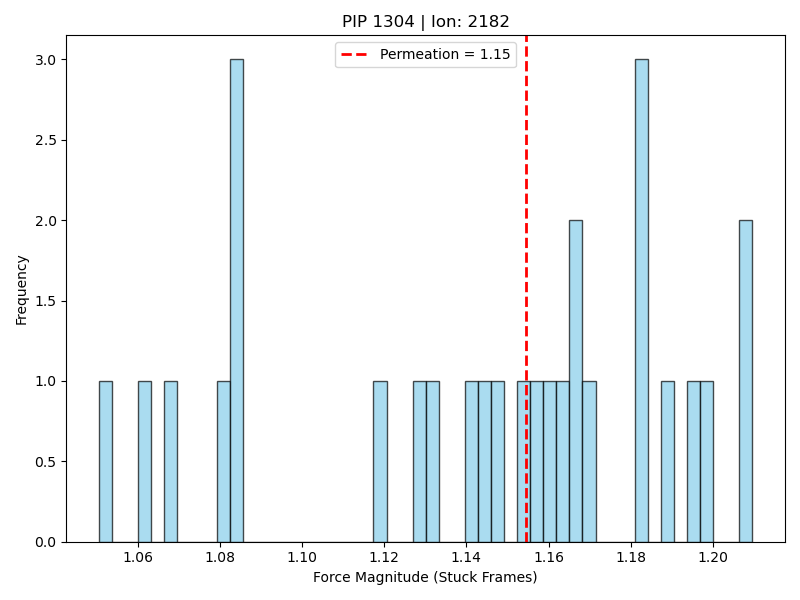 PIP 1304 | Ion: 2182
Permeation = 1.15
Frequency
3.0
2.5
2.0
1.5
1.0
0.5
0.0
1.06 1.08 1.10 1.12 1.14 1.16 1.18 1.20
Force Magnitude (Stuck Frames)